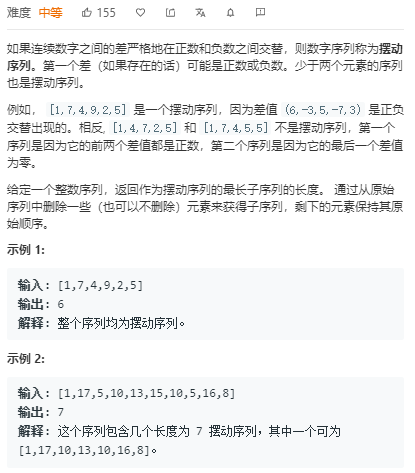 难度 中等 155
如果连续数字之间的差严格地在正数和负数之间交替，则数字序列称为摆动
序列。第一个差（如果存在的话）可能是正数或负数。少于两个元素的序列
也是摆动序列。
例如， [1,7,4,9,2,5] 是一个摆动序列，因为差值 (6,-3,5,-7,3) 是正负
交替出现的。相反, [1,4,7,2,5] 和 [1,7,4,5,5] 不是摆动序列，第一个
序列是因为它的前两个差值都是正数，第二个序列是因为它的最后一个差值
为零。
给定一个整数序列，返回作为摆动序列的最长子序列的长度。 通过从原始
序列中删除一些（也可以不删除）元素来获得子序列，剩下的元素保持其原
始顺序。
示例 1:
输入: [1,7,4,9,2,5]
输出: 6
解释: 整个序列均为摆动序列。
示例 2:
输入: [1,17,5,10,13,15,10,5,16,8]
输出: 7
解释: 这个序列包含几个长度为 7 摆动序列，其中一个可为
[1,17,10,13,10,16,8]。